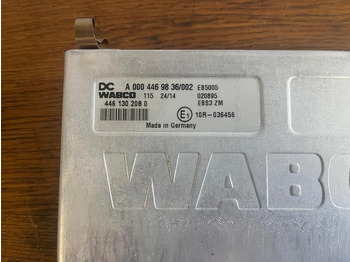 DC A 000 446 98 36/002 EBS005
WABCO 115 24/14 020895
446 130 208 0 EBS3 ZM
E1 10R-036456
Made in Germany
WABC